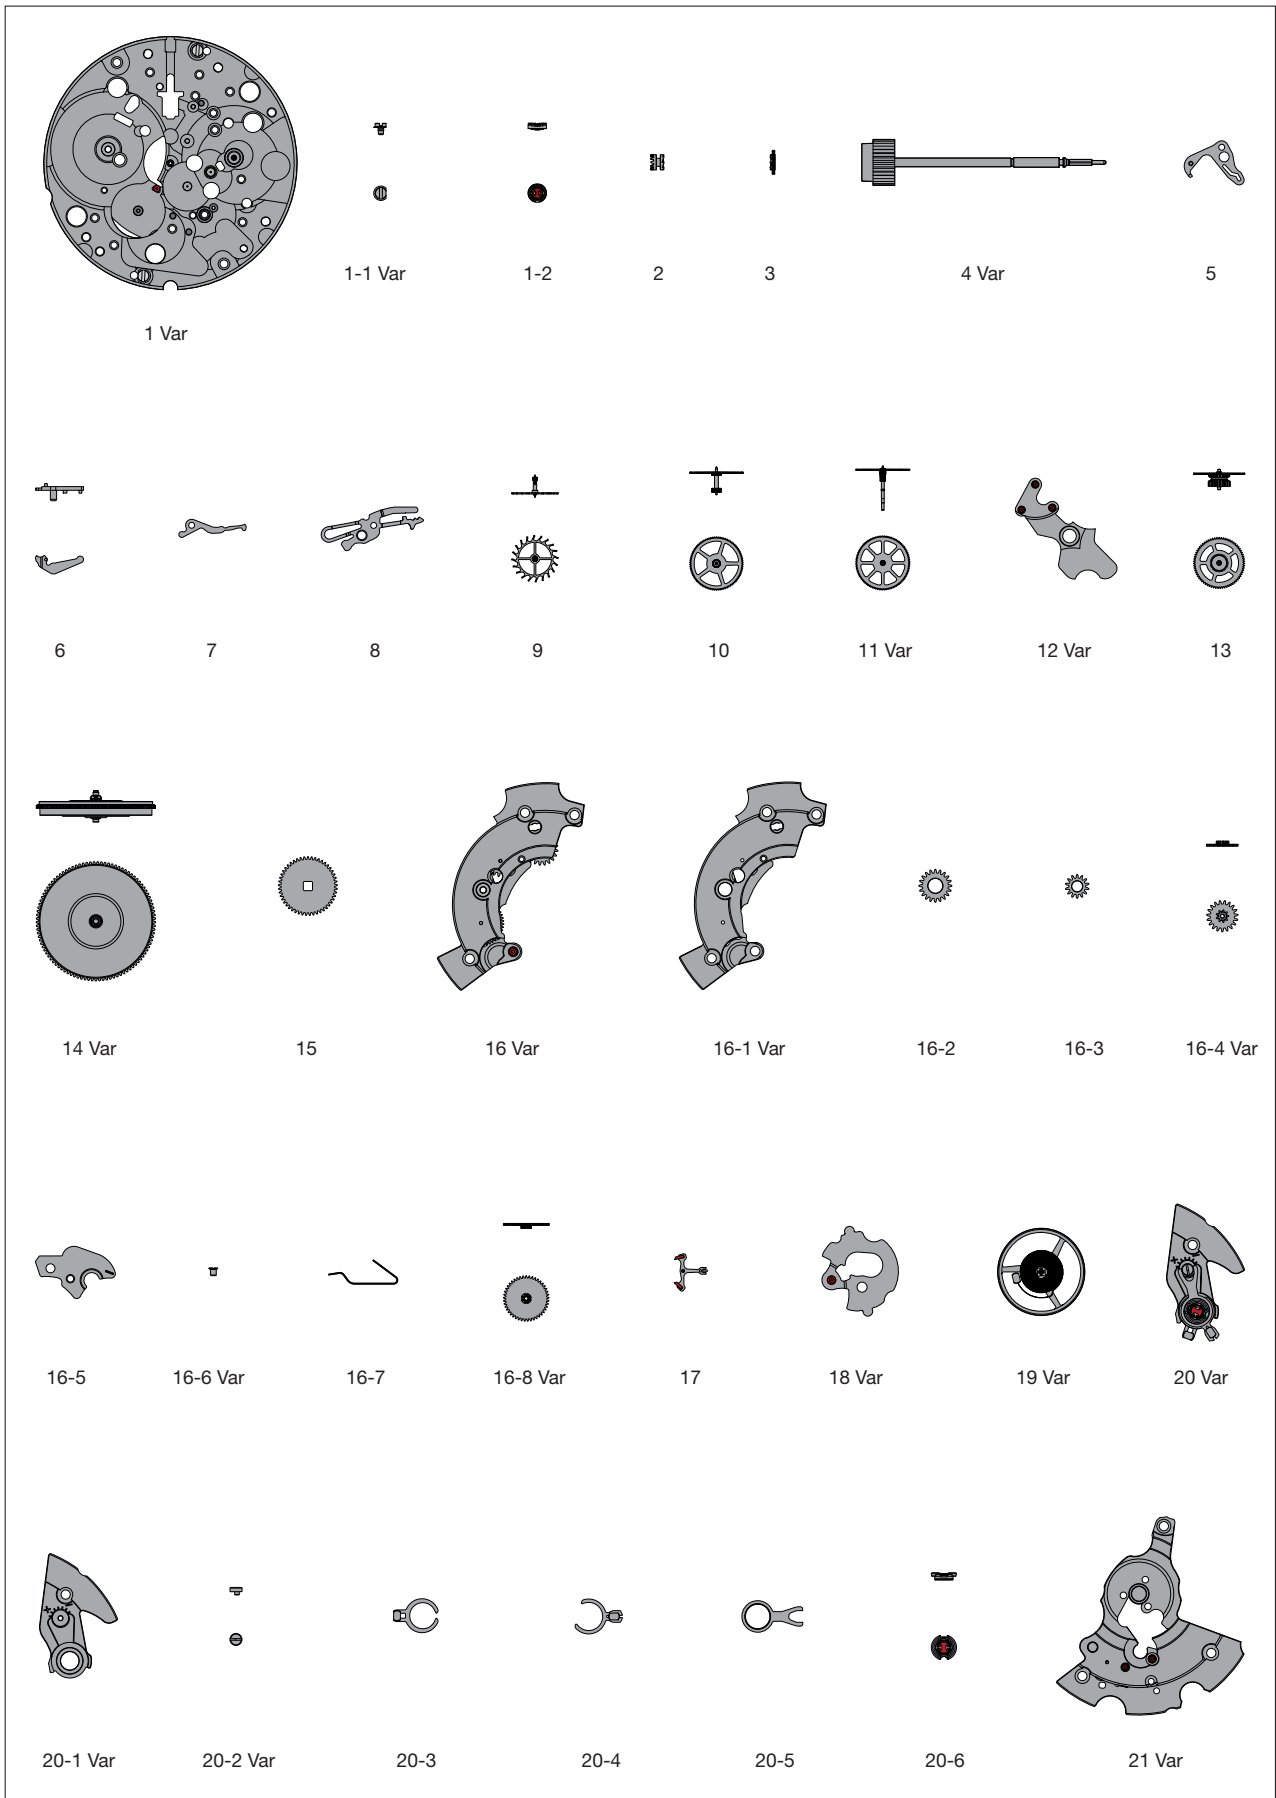 1-1 Var 1-2 2 3 4 Var 5
1 Var
6 7 8 9 10 11 Var 12 Var 13
14 Var 15 16 Var 16-1 Var 16-2 16-3 16-4 Var
16-5 16-6 Var 16-7 16-8 Var 17 18 Var 19 Var 20 Var
20-1 Var 20-2 Var 20-3 20-4 20-5 20-6 21 Var